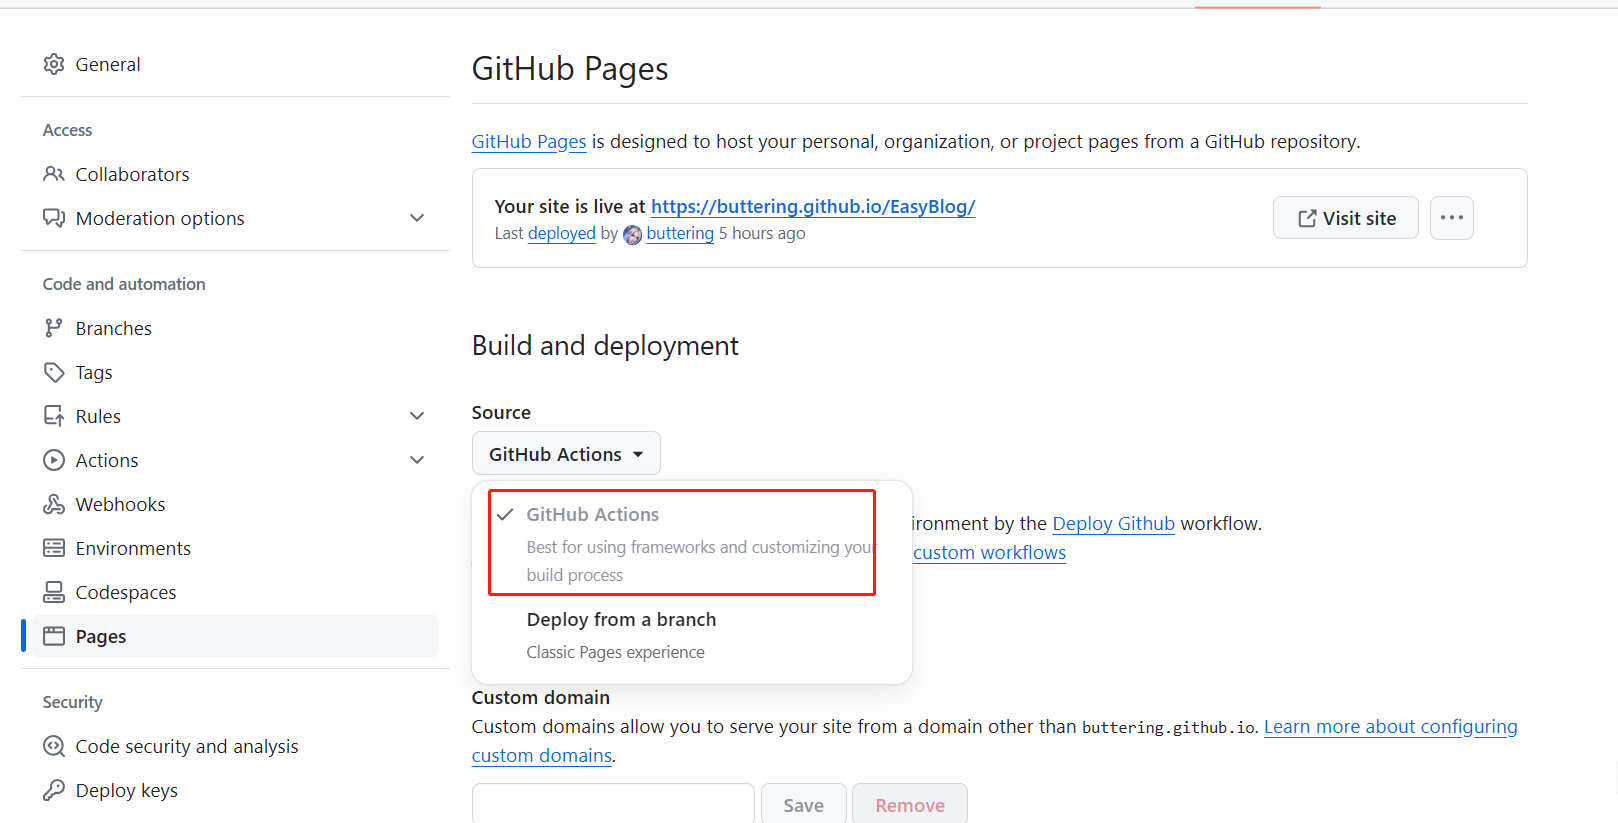 General
Access
Collaborators
Moderation options
Code and automation
Branches
Tags
Rules
Actions
Webhooks
Environments
Codespaces
Pages
Security
Code security and analysis
Deploy keys
GitHub Pages
GitHub Pages is designed to host your personal, organization, or project pages from a GitHub repository.
Your site is live at https://buttering.github.io/EasyBlog/
Last deployed by buttering 5 hours ago
Visit site
Build and deployment
Source
GitHub Actions
GitHub Actions
Best for using frameworks and customizing your
build process
Deploy from a branch
Classic Pages experience
ironment by the Deploy Github workflow.
custom workflows
Custom domain
Custom domains allow you to serve your site from a domain other than buttering.github.io. Learn more about configuring
custom domains.
Save
Remove